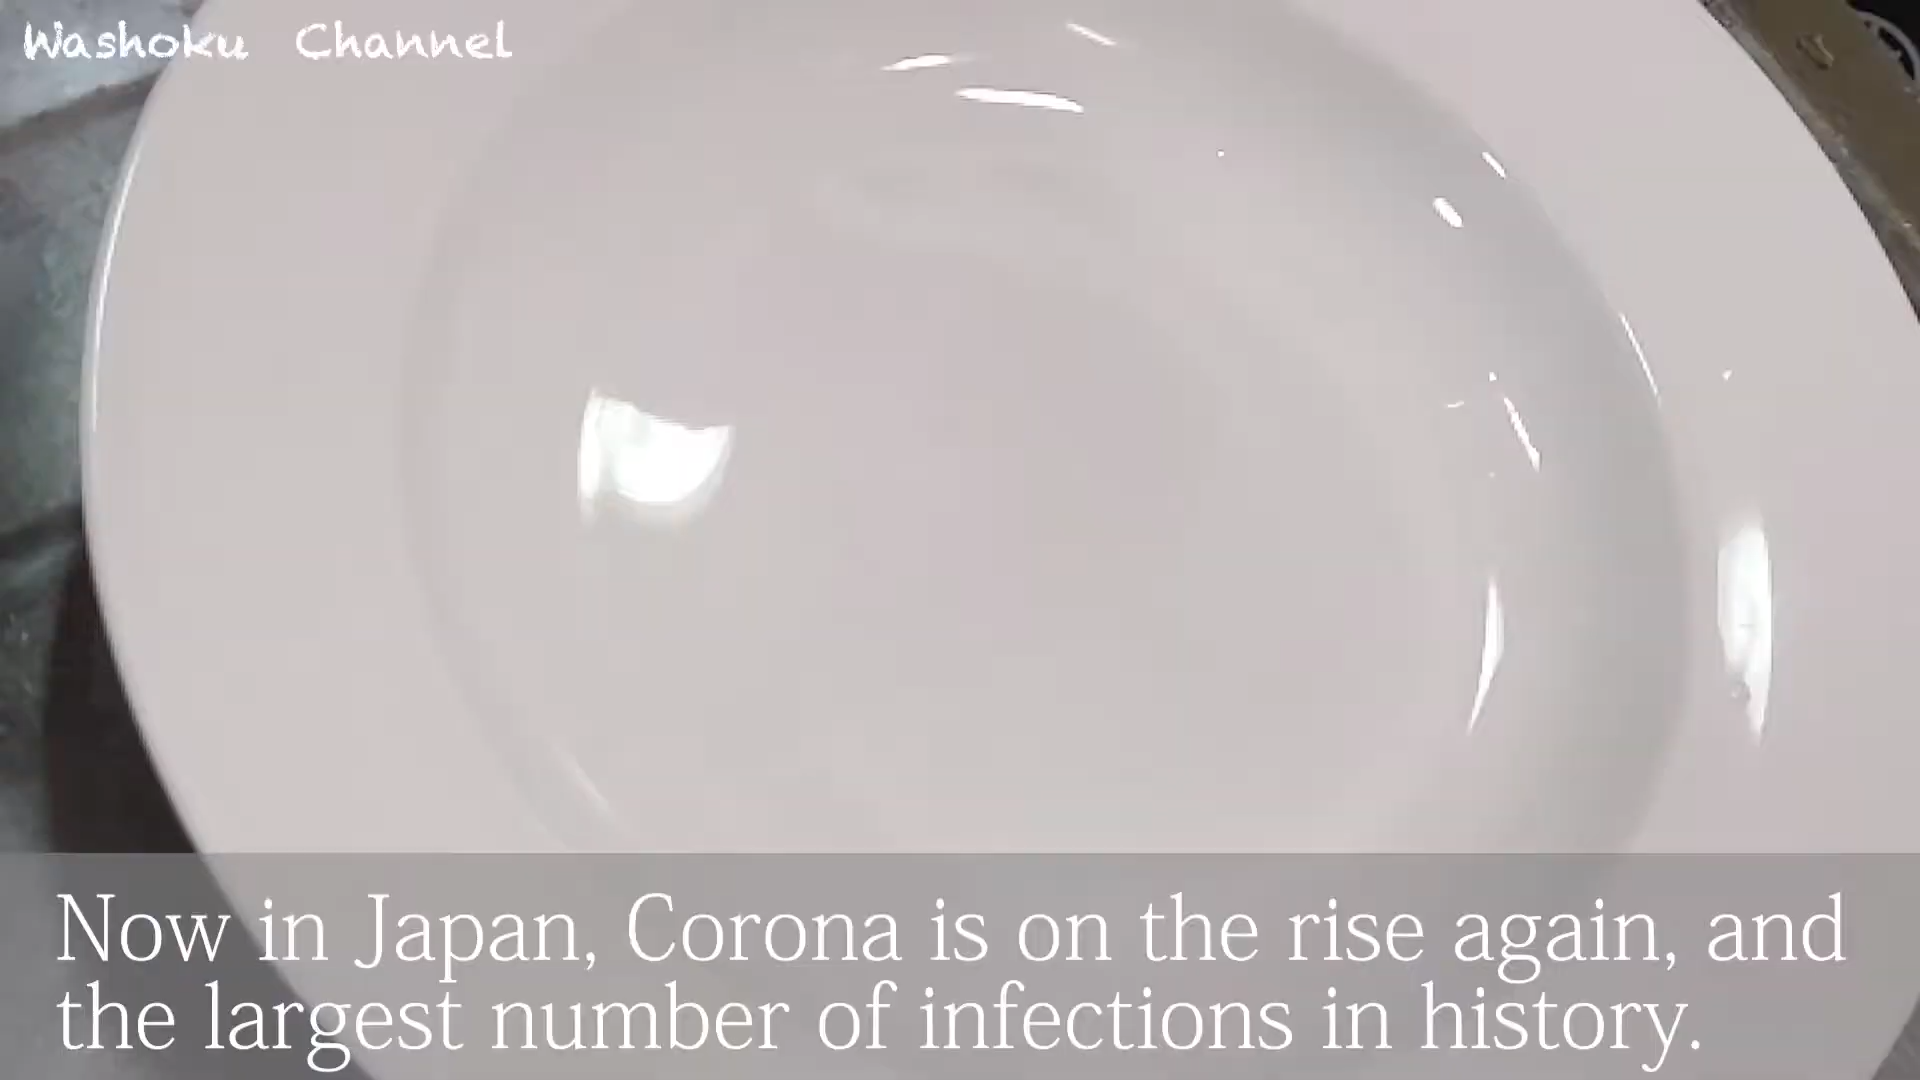 Washoku Channel
Now in Japan, Corona is on the rise again, and
the largest number of infections in history.